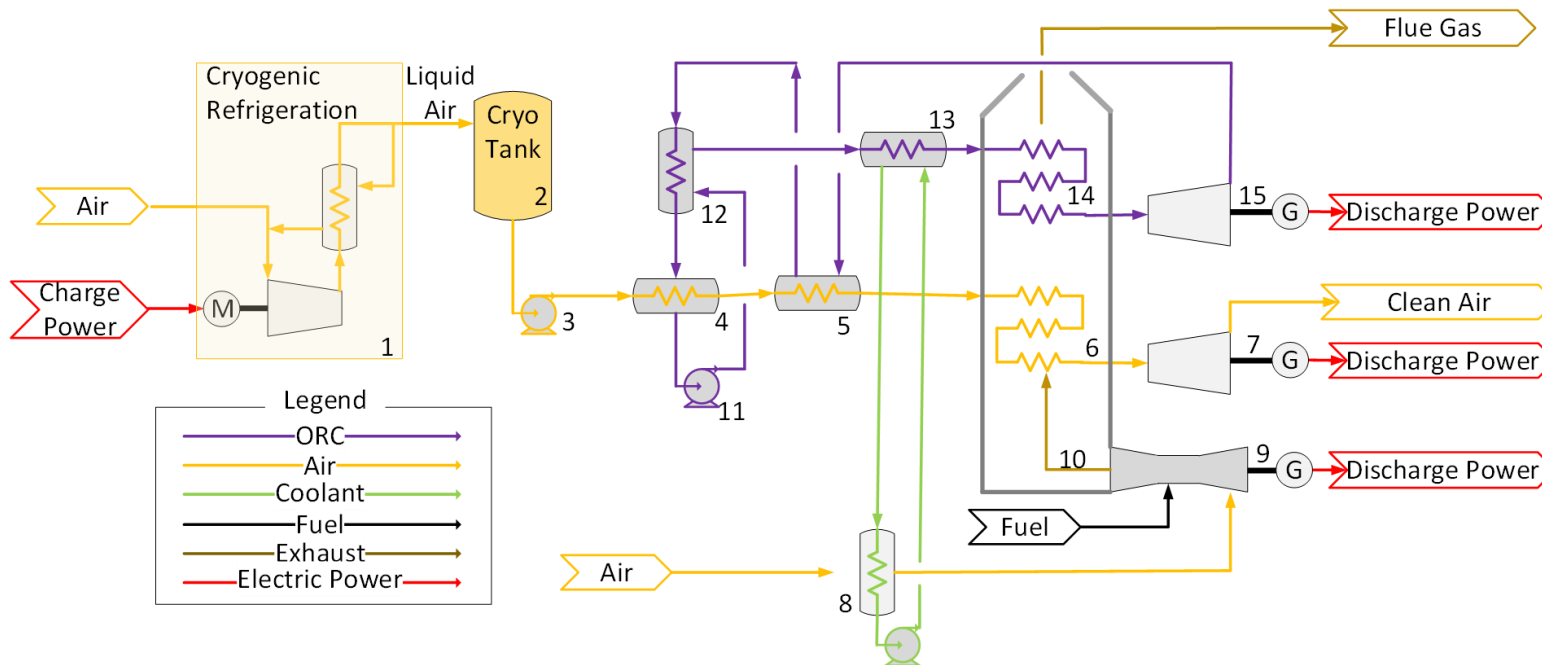 Flue Gas
Cryogenic
Refrigeration
Liquid
Air
Cryo
Tank
2
13
12
14
15
G
Discharge Power
Air
Charge
Power
M
1
3
4
5
6
7
G
Clean Air
Discharge Power
11
10
9
G
Discharge Power
Fuel
Air
8
Legend
ORC
Air
Coolant
Fuel
Exhaust
Electric Power